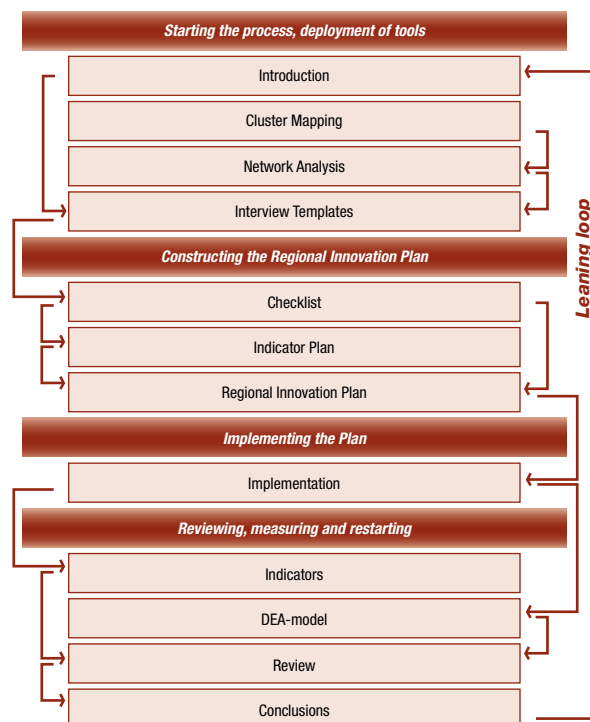 Starting the process, deployment of tools
Introduction
Cluster Mapping
Network Analysis
Interview Templates
Leaning loop
Constructing the Regional Innovation Plan
Checklist
Indicator Plan
Regional Innovation Plan
Implementing the Plan
Implementation
Reviewing, measuring and restarting
Indicators
DEA-model
Review
Conclusions